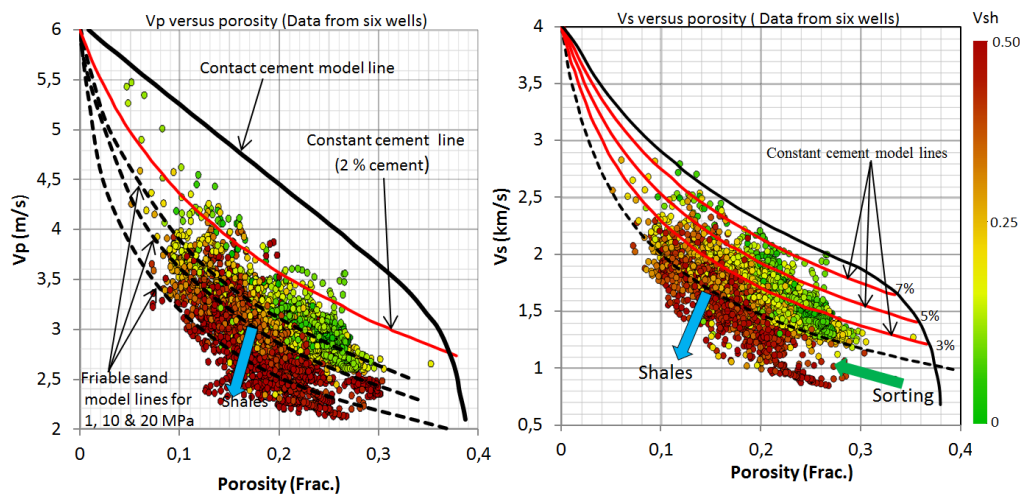 Vp versus porosity (Data from six wells)
6
5,5
5
4,5
4
3,5
3
2,5
2
Vp (m/s)
Contact cement model line
Constant cement line
(2 % cement)
Friable sand
model lines for
1, 10 & 20 MPa
Shales
0
0,1
0,2
0,3
0,4
Porosity (Frac.)
Vs versus porosity ( Data from six wells)
4
3,5
3
2,5
2
1,5
1
0,5
Vs (km/s)
Constant cement model lines
7%
5%
3%
Shales
Sorting
0
0,1
0,2
0,3
0,4
Porosity (Frac.)
Vsh
0.50
0.25
0